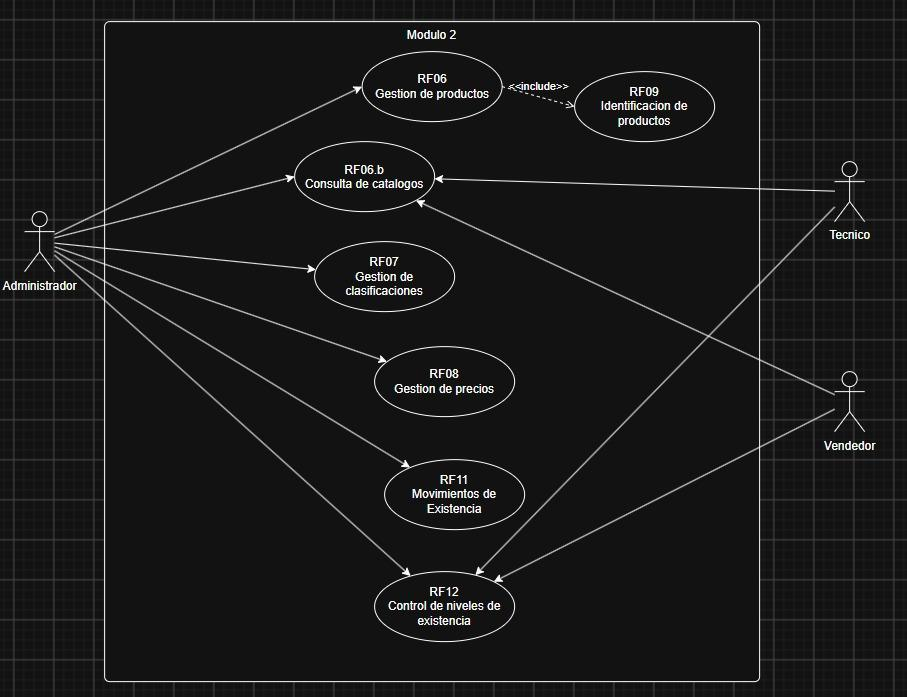 Modulo 2
RF06
Gestion de productos
<<include>>
RF09
Identificacion de
productos
RF06.b
Consulta de catalogos
Tecnico
Administrador
RF07
Gestion de
clasificaciones
RF08
Gestion de precios
Vendedor
RF11
Movimientos de
Existencia
RF12
Control de niveles de
existencia